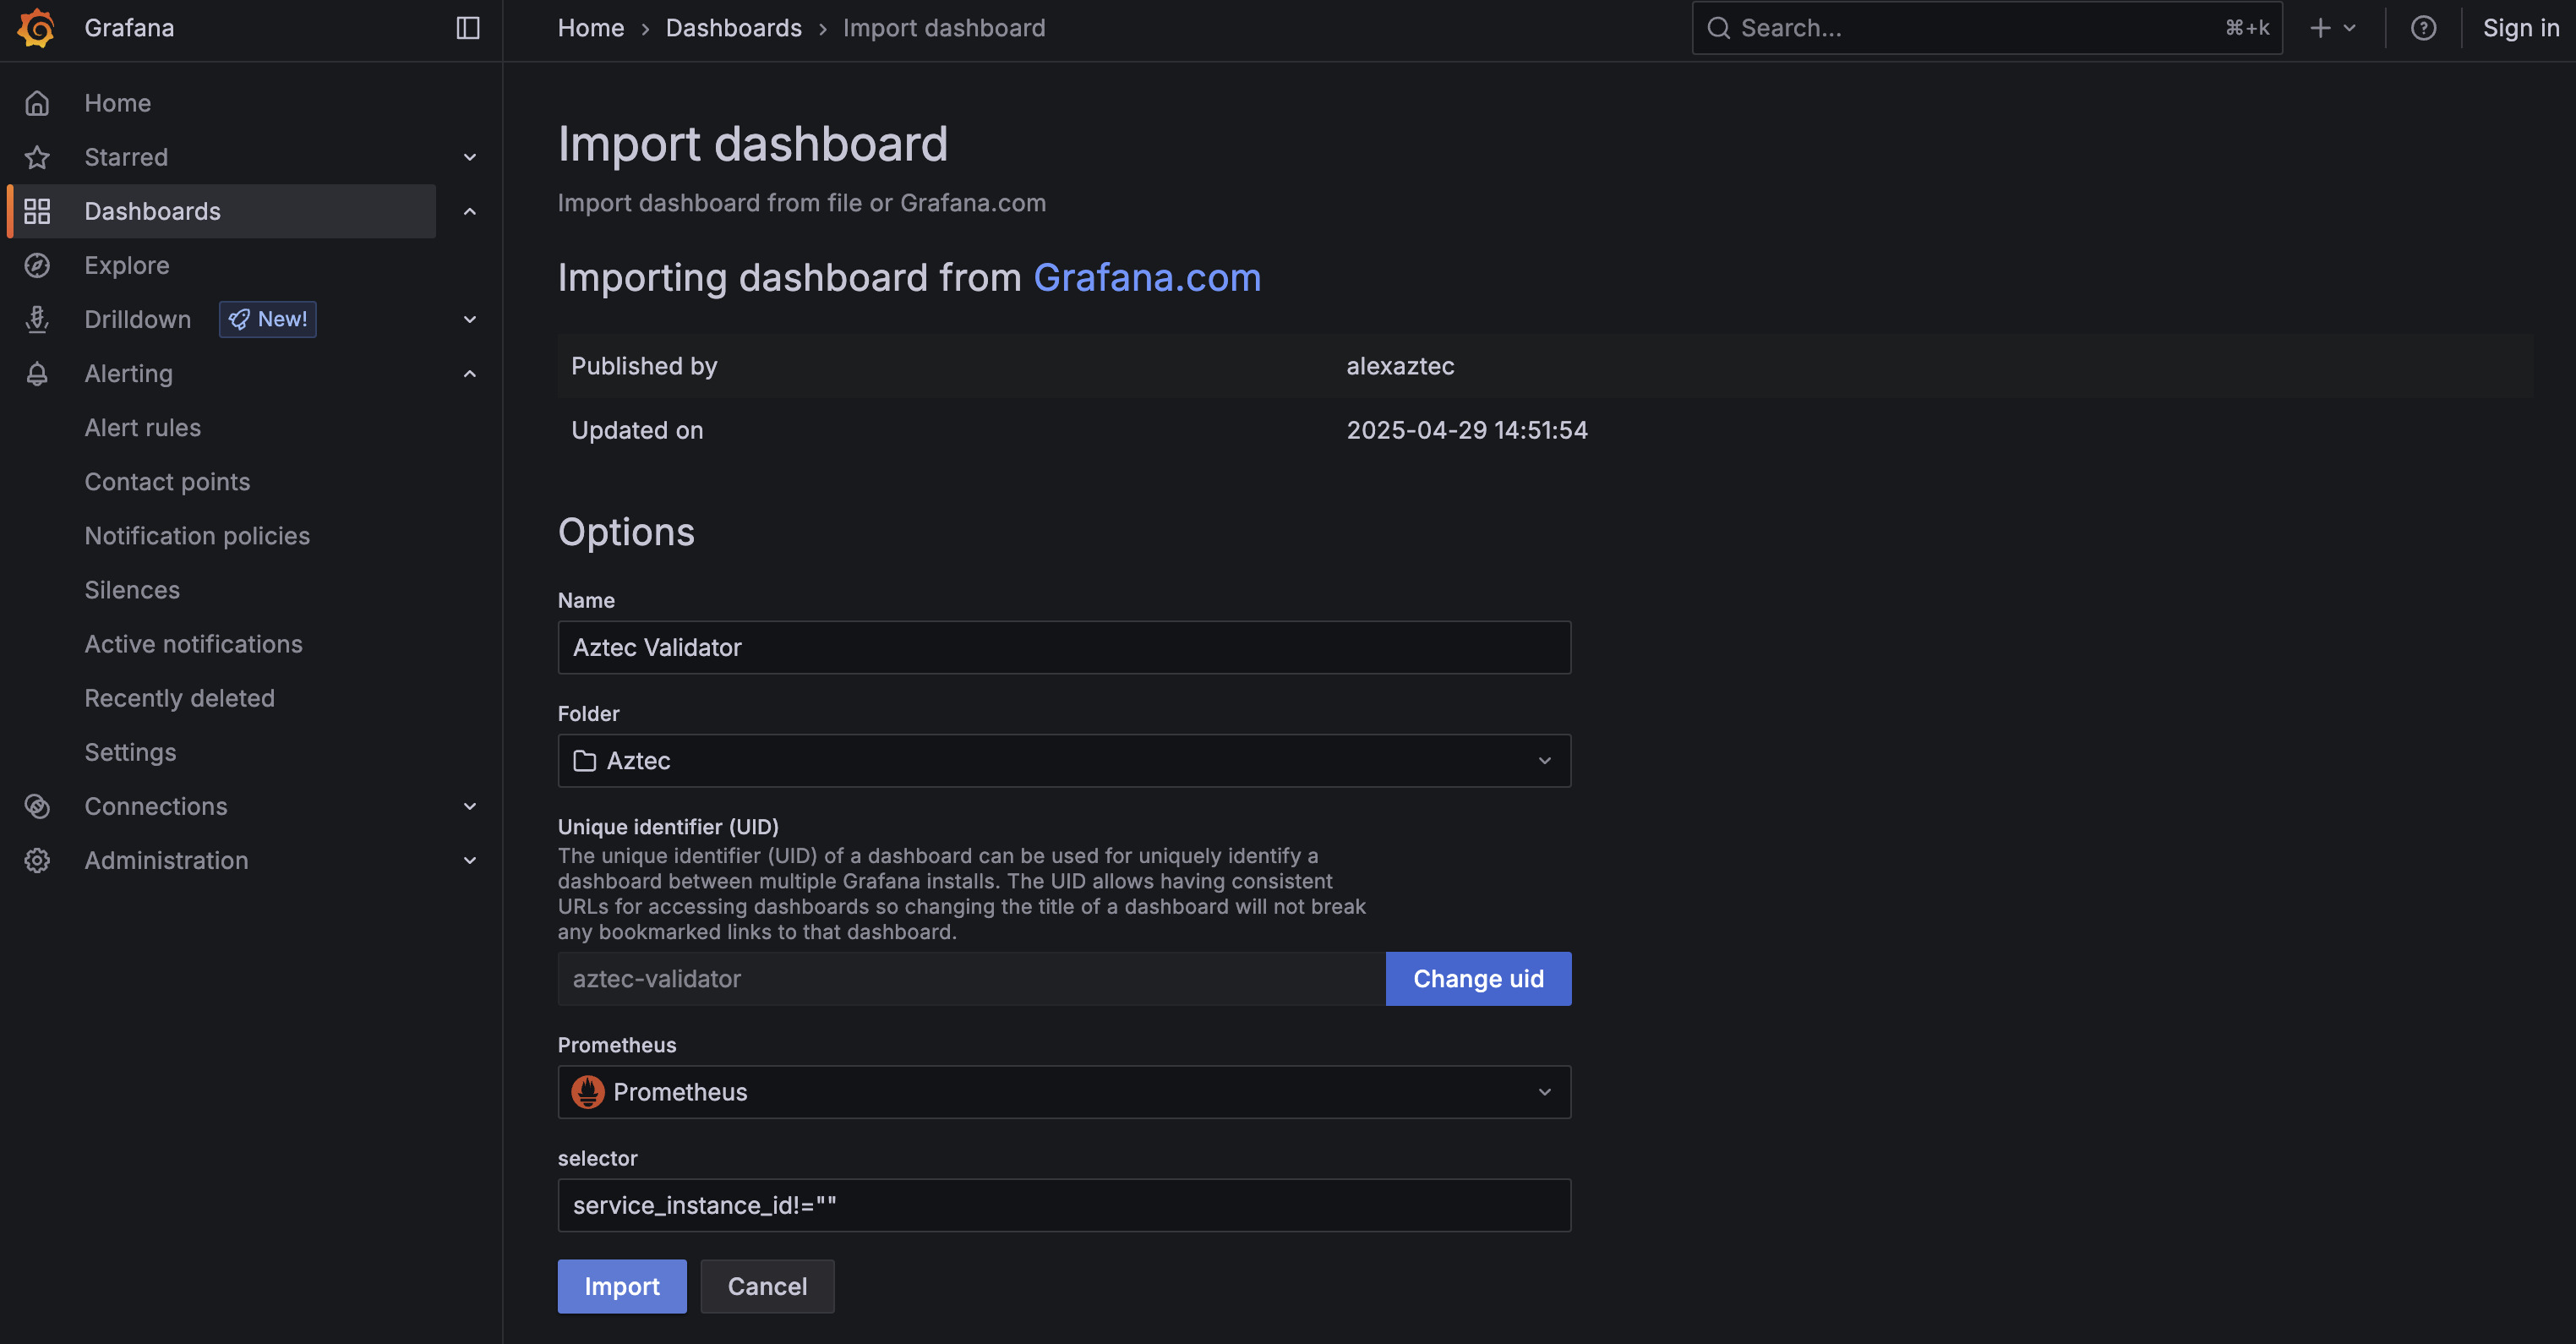 Grafana
Home
Starred
Dashboards
Explore
Drilldown New!
Alerting
Alert rules
Contact points
Notification policies
Silences
Active notifications
Recently deleted
Settings
Connections
Administration
Home › Dashboards › Import dashboard
Search... ⌘+k
Sign in
Import dashboard
Import dashboard from file or Grafana.com
Importing dashboard from Grafana.com
Published by alexaztec
Updated on 2025-04-29 14:51:54
Options
Name
Aztec Validator
Folder
Aztec
Unique identifier (UID)
The unique identifier (UID) of a dashboard can be used for uniquely identify a
dashboard between multiple Grafana installs. The UID allows having consistent
URLs for accessing dashboards so changing the title of a dashboard will not break
any bookmarked links to that dashboard.
aztec-validator Change uid
Prometheus
Prometheus
selector
service_instance_id!=""
Import Cancel